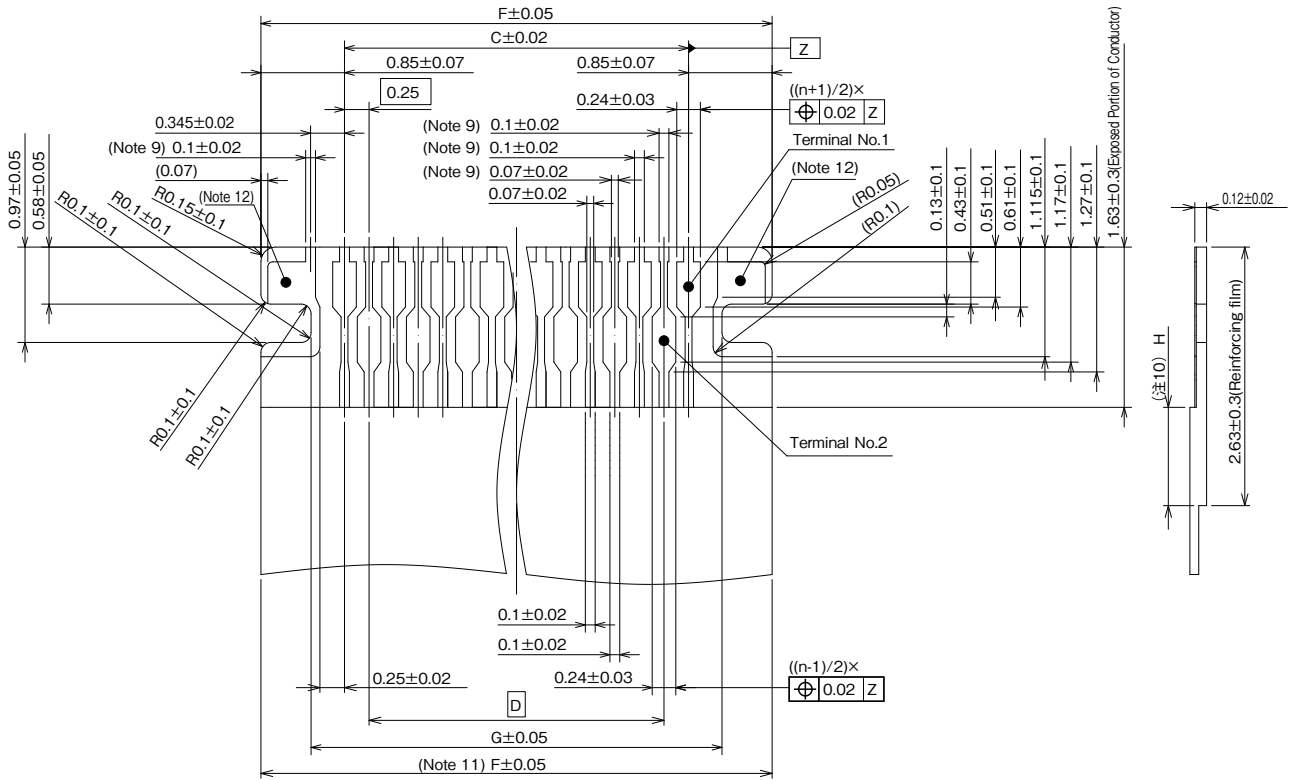 F±0.05
C±0.02
Z
0.85±0.07
0.85±0.07
0.25
((n+1)/2)×
0.24±0.03
0.02 Z
0.345±0.02
(Note 9) 0.1±0.02
Terminal No.1
(Note 9) 0.1±0.02
(Note 9) 0.1±0.02
(Note 12)
(0.07)
(Note 9) 0.07±0.02
0.07±0.02
(Note 12)
R0.15±0.1
R0.1±0.1
R0.1±0.1
0.97±0.05
0.58±0.05
(R0.05)
(R0.1)
0.13±0.1
0.43±0.1
0.51±0.1
0.61±0.1
1.115±0.1
1.17±0.1
1.27±0.1
1.63±0.3(Exposed Portion of Conductor)
0.12±0.02
R0.1±0.1
R0.1±0.1
(注10) H
2.63±0.3(Reinforcing film)
Terminal No.2
0.1±0.02
0.1±0.02
0.25±0.02
0.24±0.03
((n-1)/2)×
0.02 Z
D
G±0.05
(Note 11) F±0.05